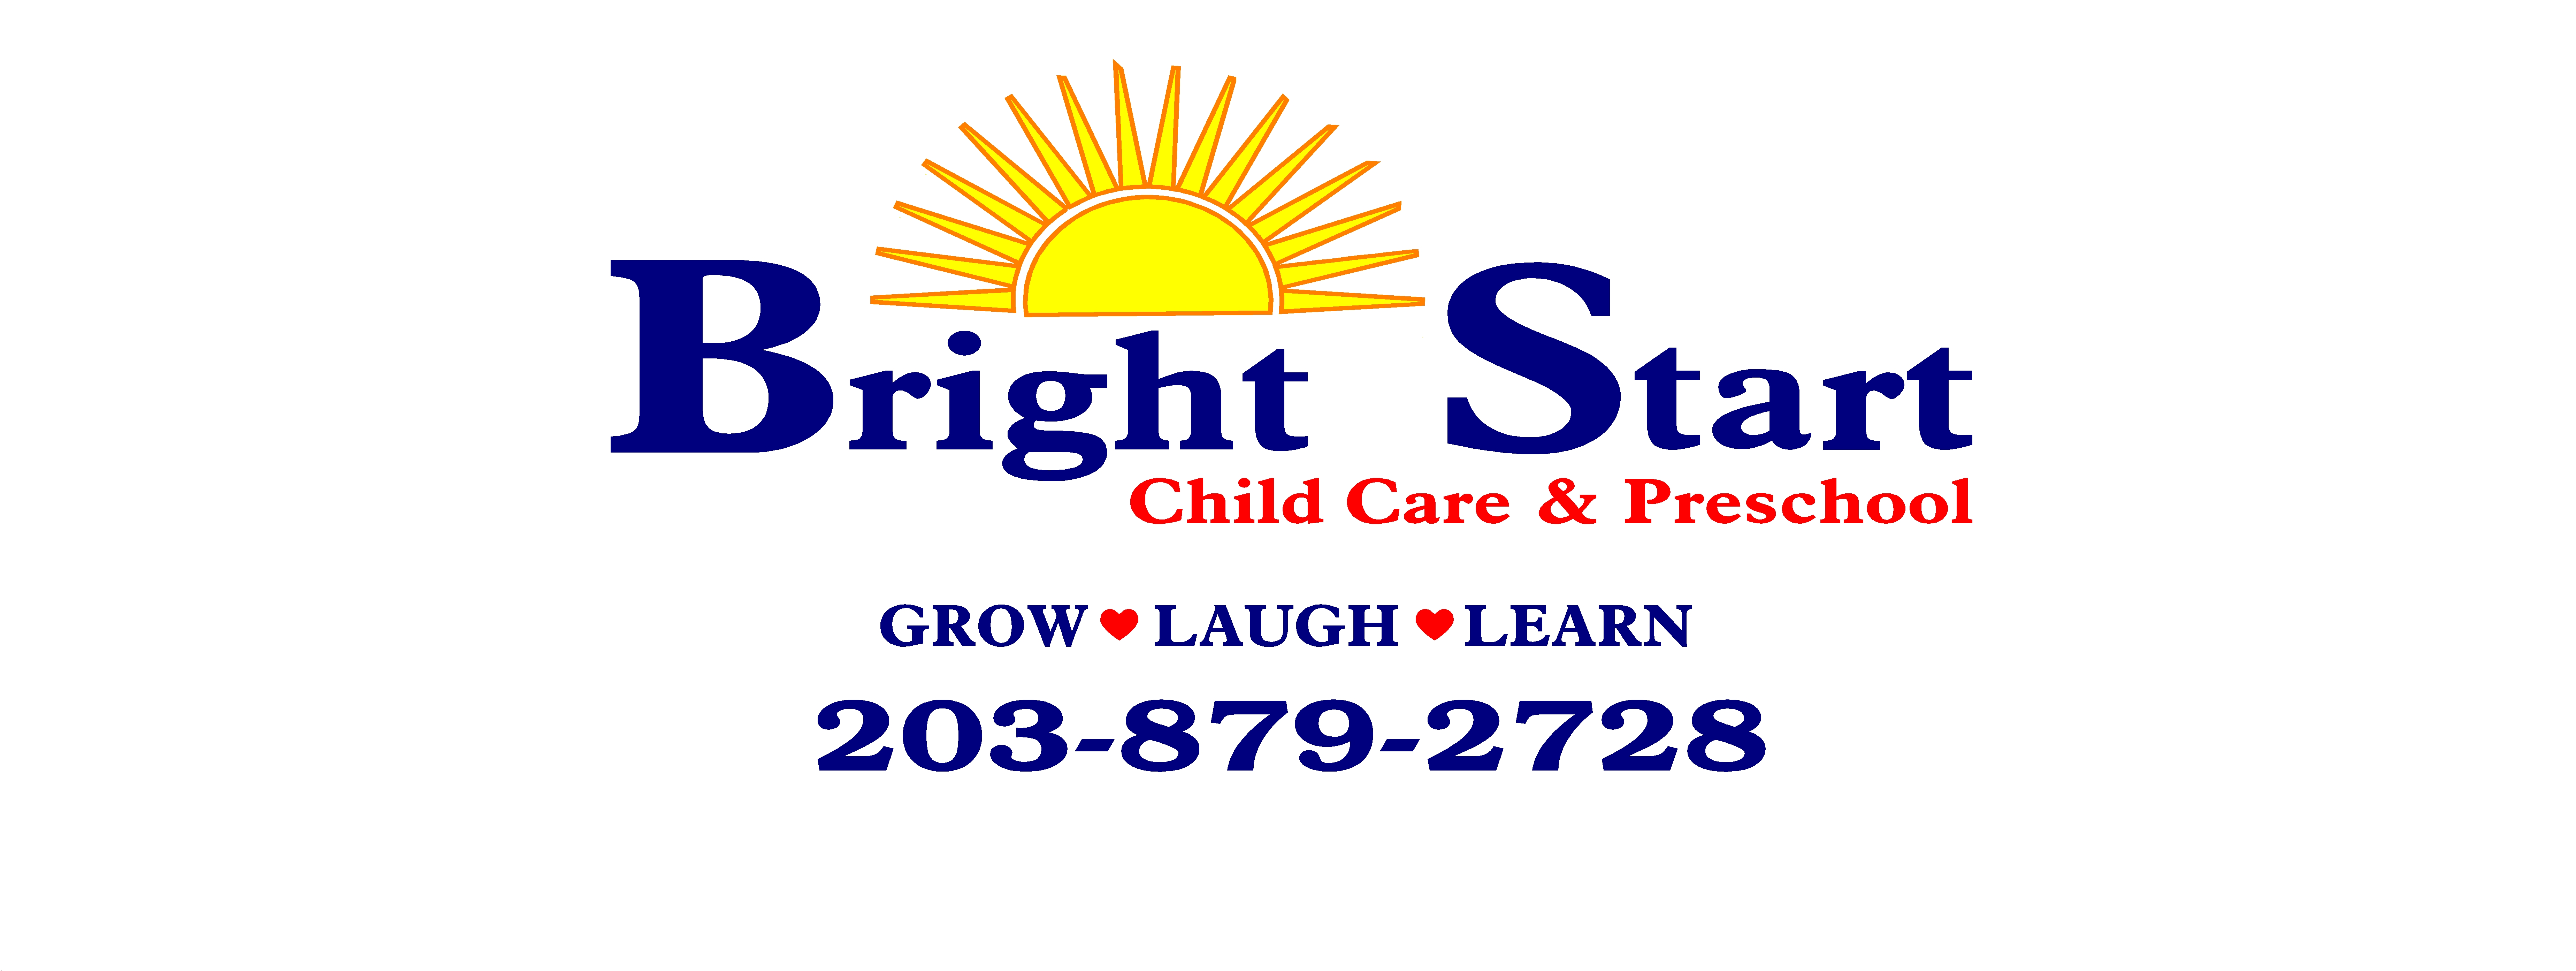 Bright Start
Child Care & Preschool
GROW ♥ LAUGH ♥ LEARN
203-879-2728